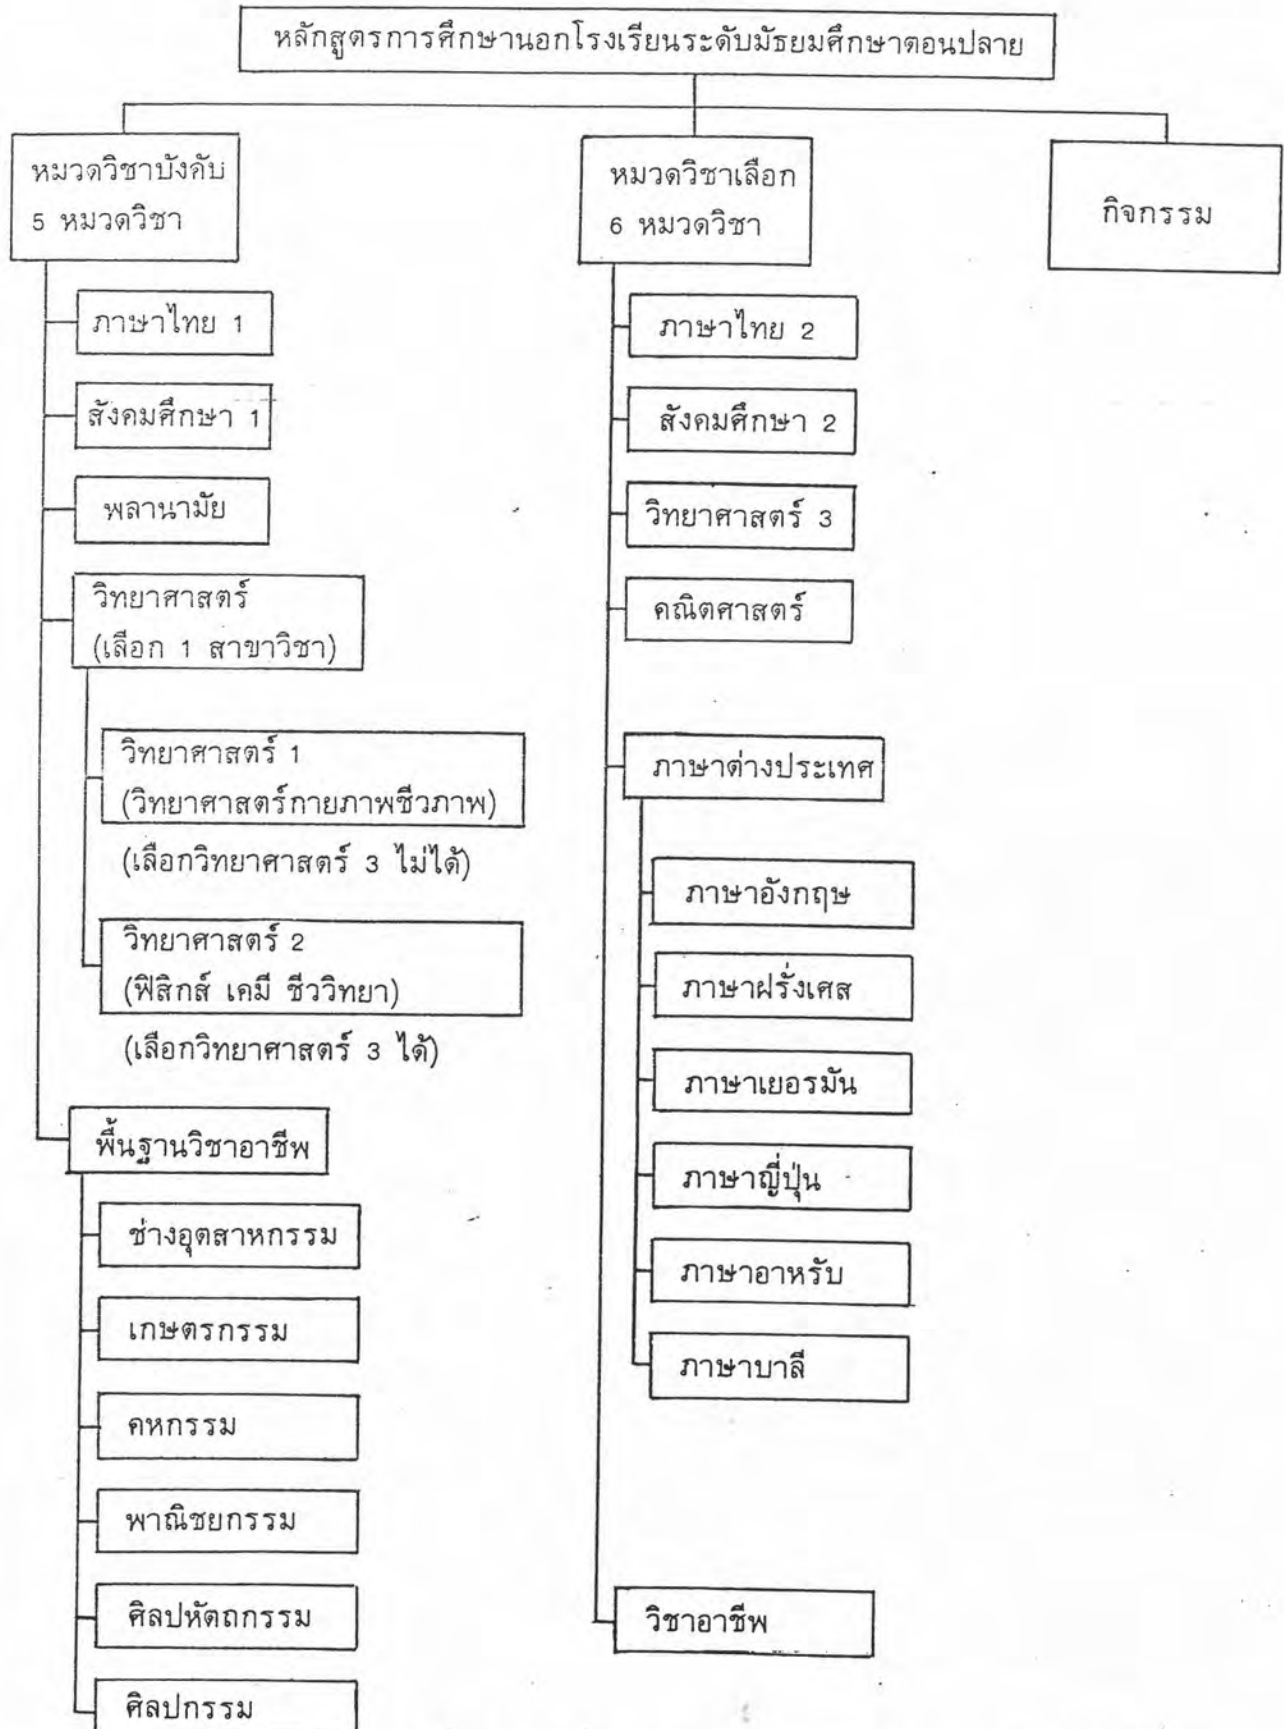 หลักสูตรการศึกษานอกโรงเรียนระดับมัธยมศึกษาตอนปลาย
หมวดวิชาบังคับ
5 หมวดวิชา
ภาษาไทย 1
สังคมศึกษา 1
พลานามัย
วิทยาศาสตร์
(เลือก 1 สาขาวิชา)
วิทยาศาสตร์ 1
(วิทยาศาสตร์กายภาพชีวภาพ)
(เลือกวิทยาศาสตร์ 3 ไม่ได้)
วิทยาศาสตร์ 2
(ฟิสิกส์ เคมี ชีววิทยา)
(เลือกวิทยาศาสตร์ 3 ได้)
พื้นฐานวิชาอาชีพ
ช่างอุตสาหกรรม
เกษตรกรรม
คหกรรม
พาณิชยกรรม
ศิลปหัตถกรรม
ศิลปกรรม
หมวดวิชาเลือก
6 หมวดวิชา
ภาษาไทย 2
สังคมศึกษา 2
วิทยาศาสตร์ 3
คณิตศาสตร์
ภาษาต่างประเทศ
ภาษาอังกฤษ
ภาษาฝรั่งเศส
ภาษาเยอรมัน
ภาษาญี่ปุ่น
ภาษาอาหรับ
ภาษาบาลี
วิชาอาชีพ
กิจกรรม